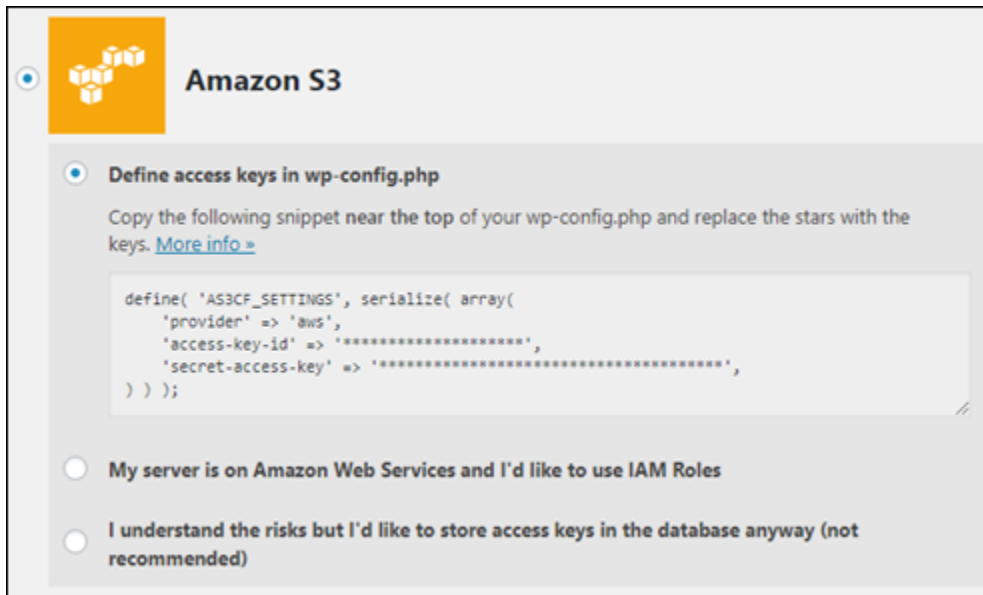 Amazon S3
Define access keys in wp-config.php
Copy the following snippet near the top of your wp-config.php and replace the stars with the
keys. More info »
define( 'AS3CF_SETTINGS', serialize( array(
    'provider' => 'aws',
    'access-key-id' => '********************',
    'secret-access-key' => '**************************************',
) ) );
My server is on Amazon Web Services and I'd like to use IAM Roles
I understand the risks but I'd like to store access keys in the database anyway (not
recommended)